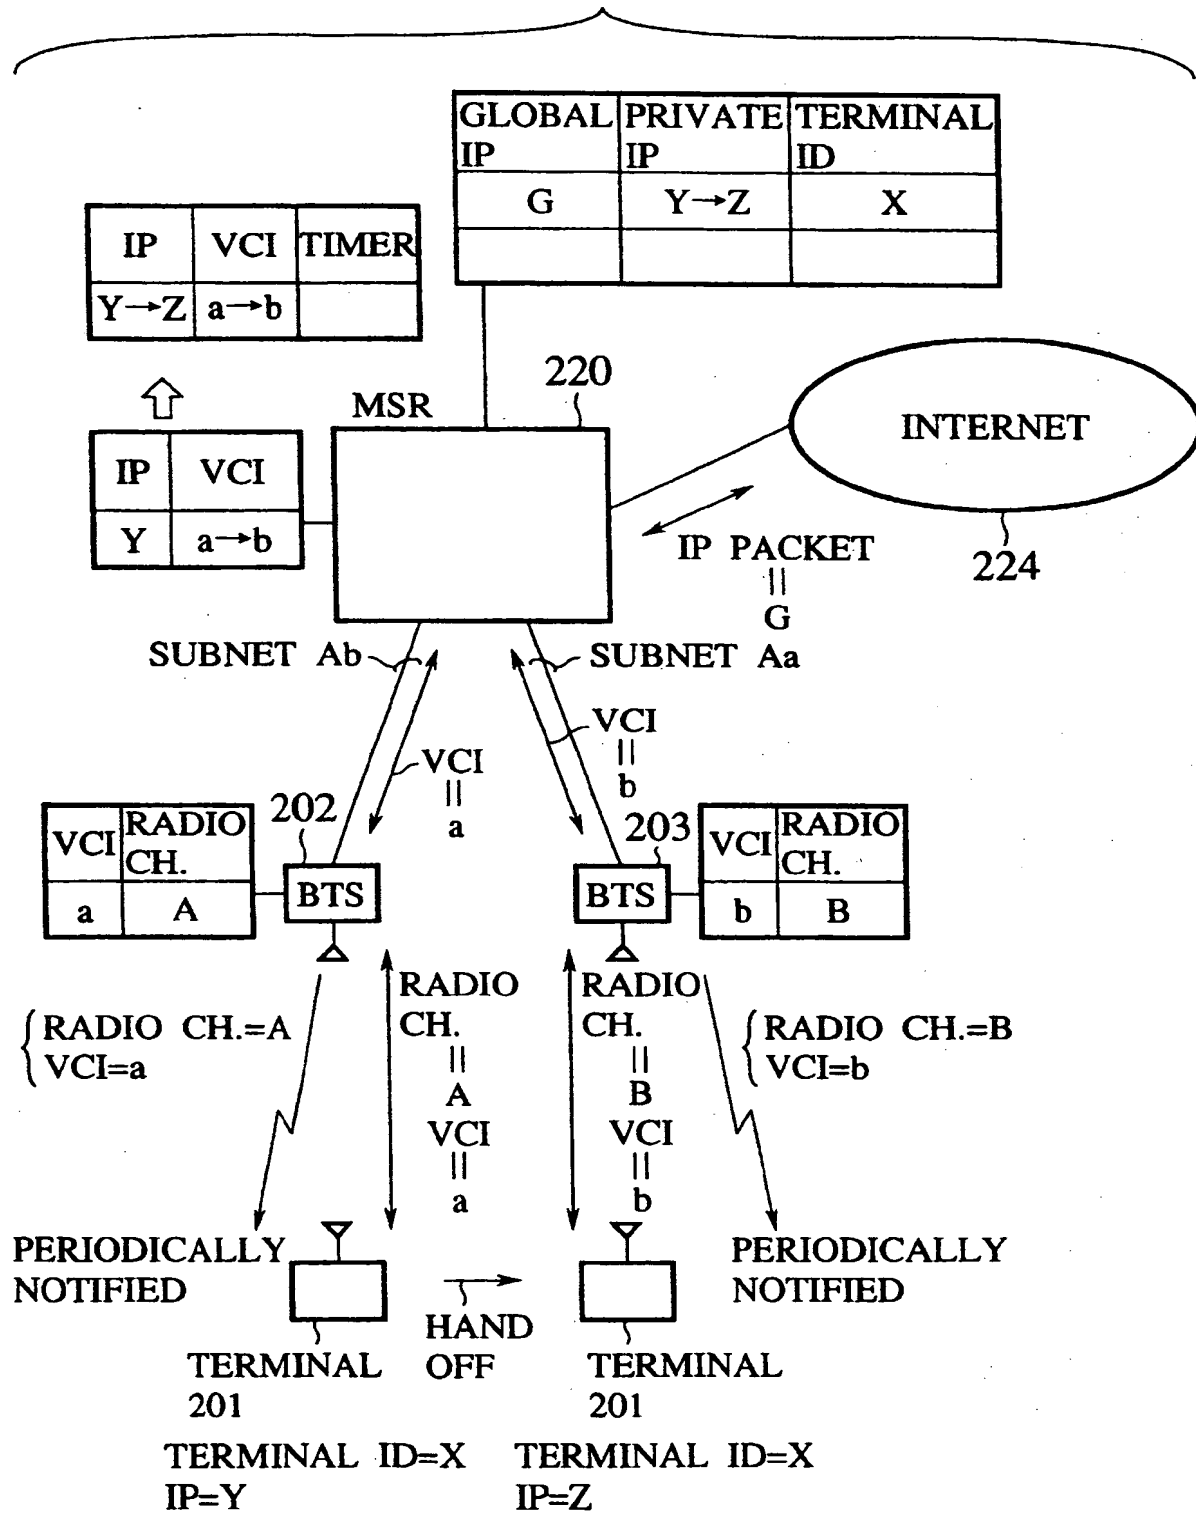 GLOBAL IP PRIVATE IP TERMINAL ID
G Y→Z X
IP VCI TIMER
Y→Z a→b
220
MSR
INTERNET
IP VCI
Y a→b
IP PACKET
||
G
224
SUBNET Ab
SUBNET Aa
VCI
||
b
VCI
||
a
202
203
VCI RADIO CH.
a A
BTS
BTS
VCI RADIO CH.
b B
RADIO CH.
||
A
VCI
||
a
RADIO CH.
||
B
VCI
||
b
{ RADIO CH.=A
VCI=a
{ RADIO CH.=B
VCI=b
PERIODICALLY
NOTIFIED
PERIODICALLY
NOTIFIED
HAND
OFF
TERMINAL
201
TERMINAL
201
TERMINAL ID=X
IP=Y
TERMINAL ID=X
IP=Z